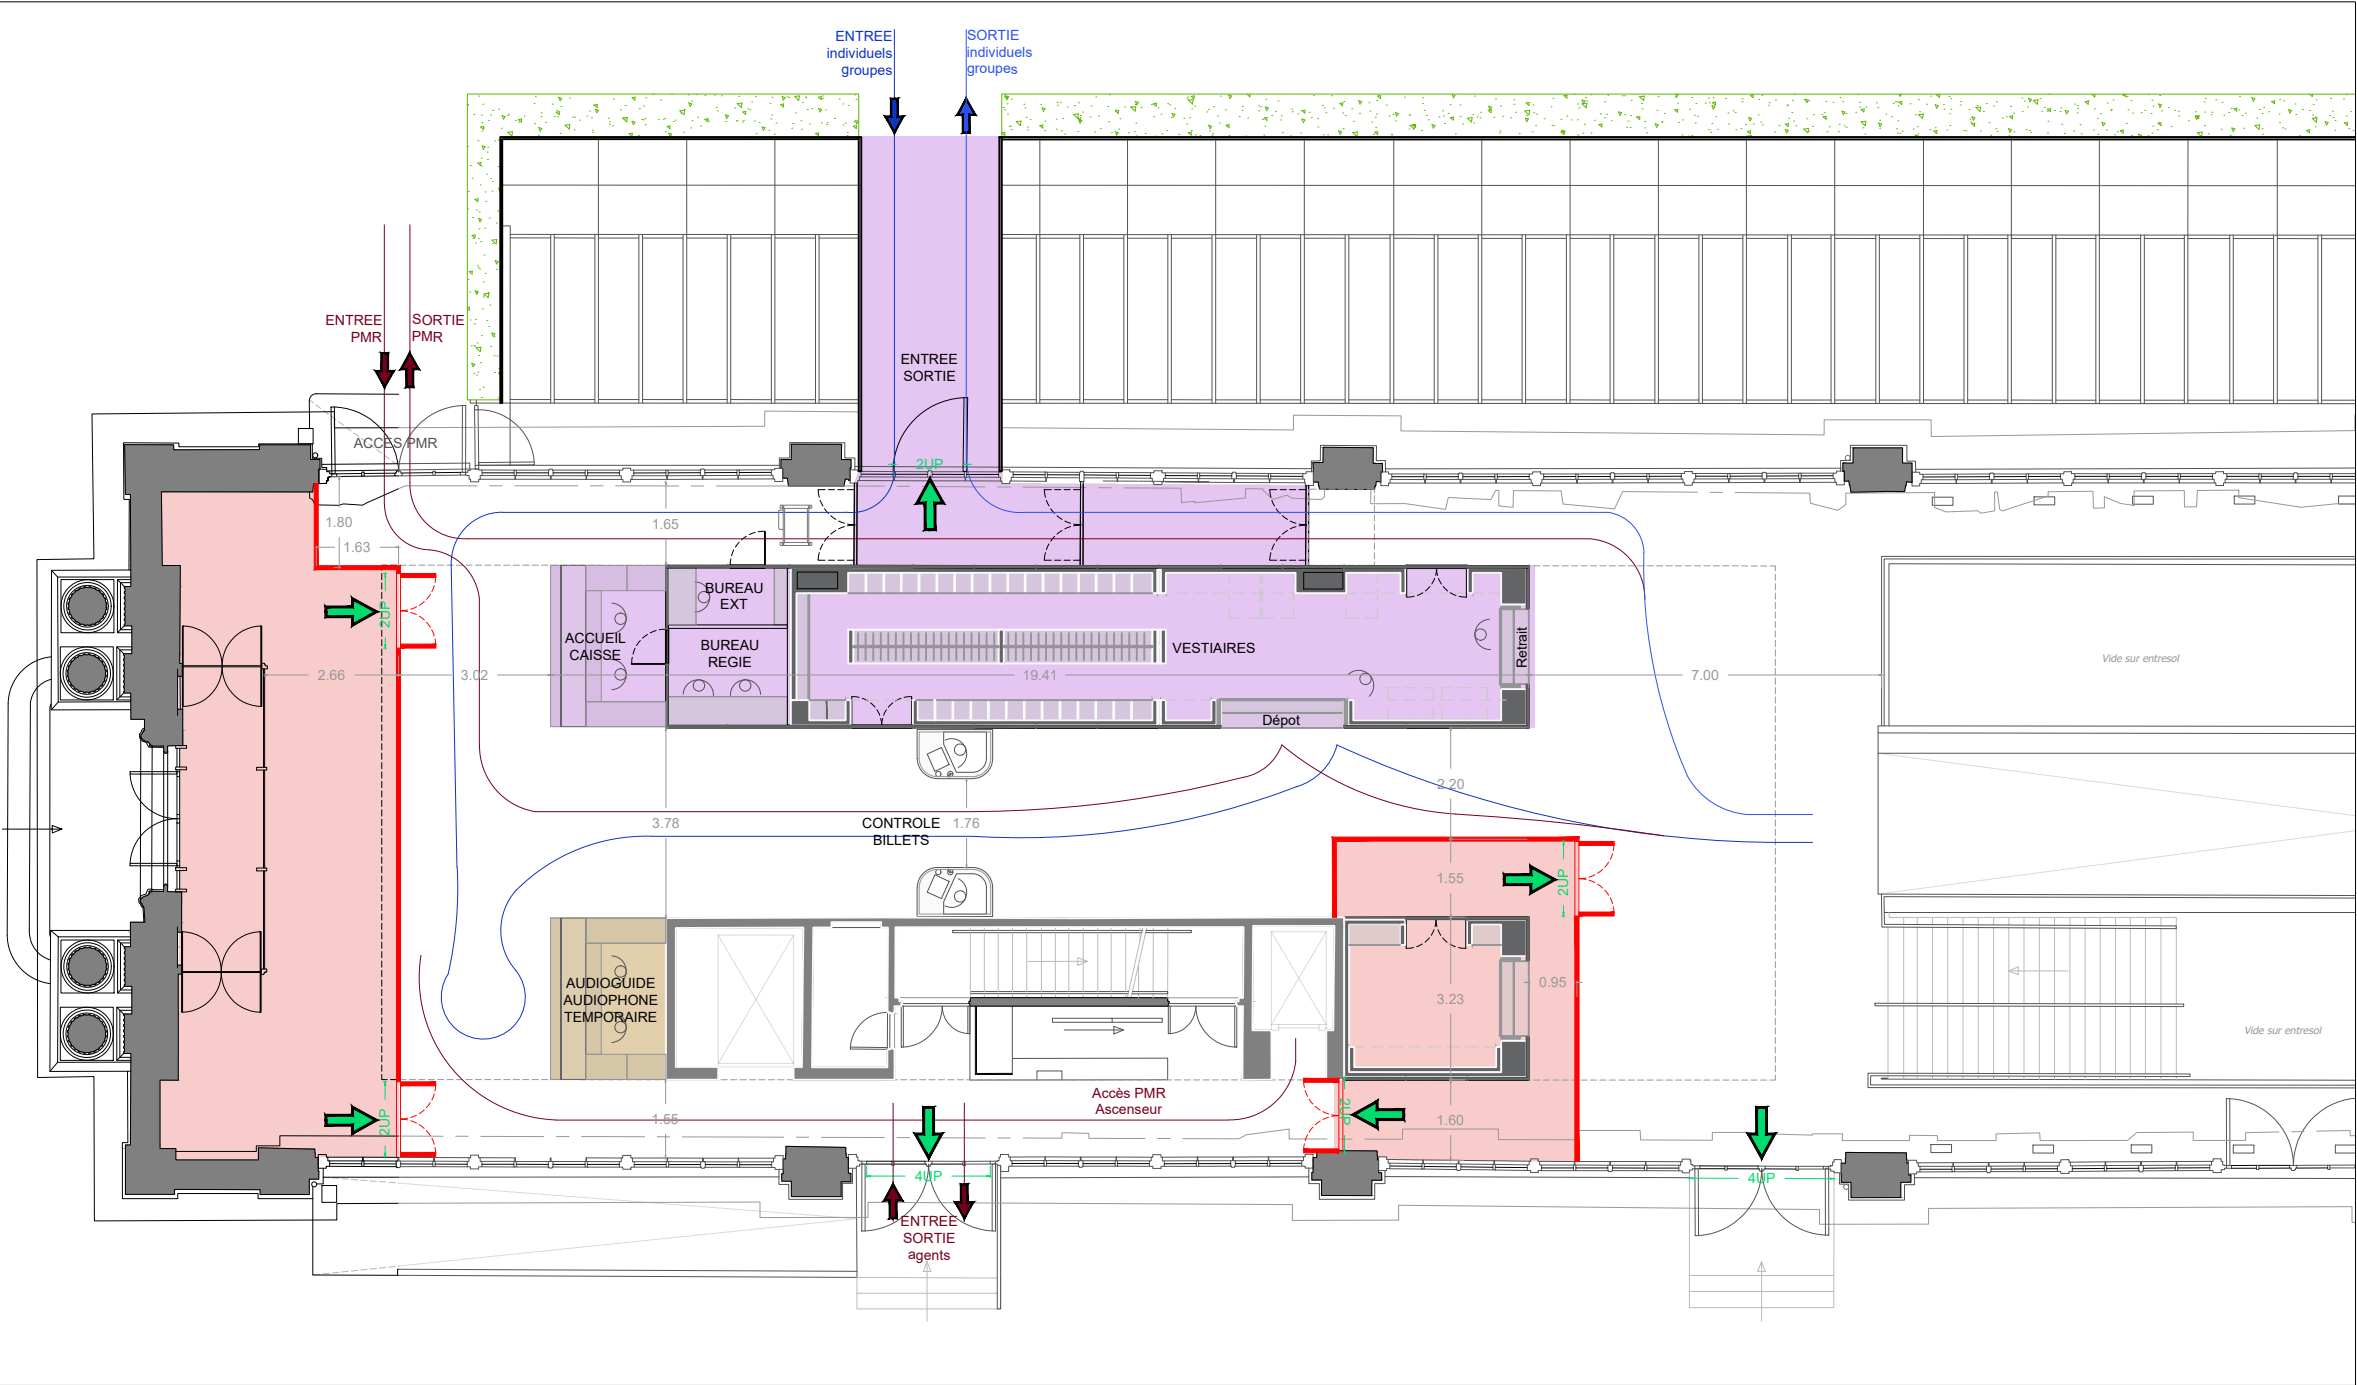 ENTREE
individuels
groupes
SORTIE
individuels
groupes
ENTREE
PMR
SORTIE
PMR
ENTREE
SORTIE
ACCES PMR
2UP
1.80
1.63
1.65
2UP
BUREAU
EXT
ACCUEIL
CAISSE
BUREAU
REGIE
VESTIAIRES
Retrait
Vide sur entresol
2.66
3.02
19.41
7.00
Dépot
2.20
3.78
CONTROLE
BILLETS
1.76
1.55
2UP
AUDIOGUIDE
AUDIOPHONE
TEMPORAIRE
3.23
0.95
Vide sur entresol
Accès PMR
Ascenseur
2UP
1.55
2UP
1.60
4UP
4UP
ENTREE
SORTIE
agents